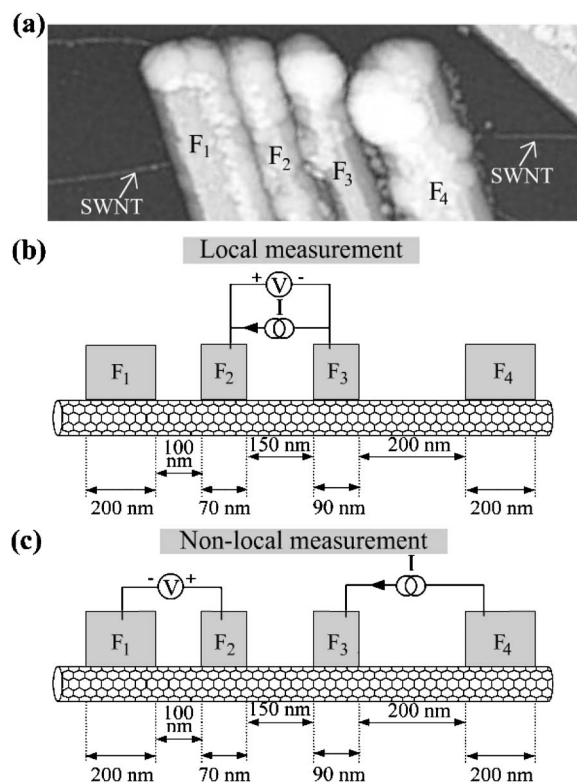 (a)
F1
F2
F3
F4
SWNT
SWNT
(b)
Local measurement
+ V -
I
F1
F2
F3
F4
100 nm
150 nm
200 nm
200 nm
70 nm
90 nm
200 nm
(c)
Non-local measurement
I
- V +
F1
F2
F3
F4
100 nm
150 nm
200 nm
200 nm
70 nm
90 nm
200 nm